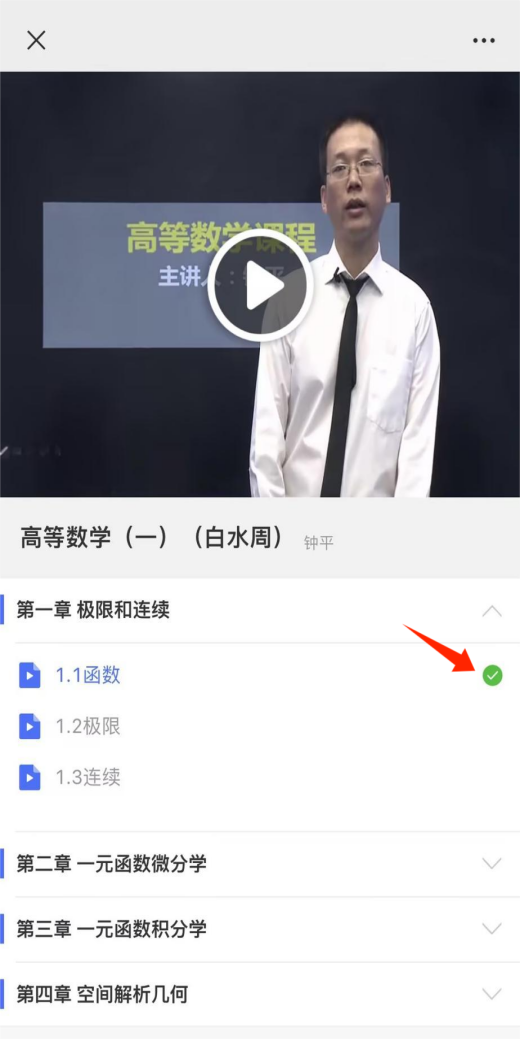 高等数学课程
主讲人：钟平
高等数学（一）（白水周） 钟平
第一章 极限和连续
1.1函数
1.2极限
1.3连续
第二章 一元函数微分学
第三章 一元函数积分学
第四章 空间解析几何